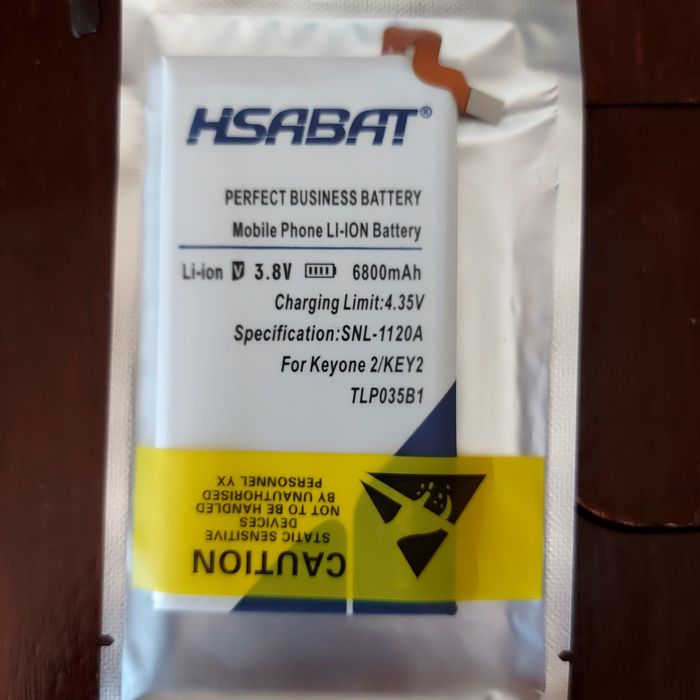 HSABAT®
PERFECT BUSINESS BATTERY
Mobile Phone LI-ION Battery
Li-ion V 3.8V 6800mAh
Charging Limit:4.35V
Specification:SNL-1120A
For Keyone 2/KEY2
TLP035B1
CAUTION
STATIC SENSITIVE
DEVICES
NOT TO BE HANDLED
BY UNAUTHORISED
PERSONNEL YX